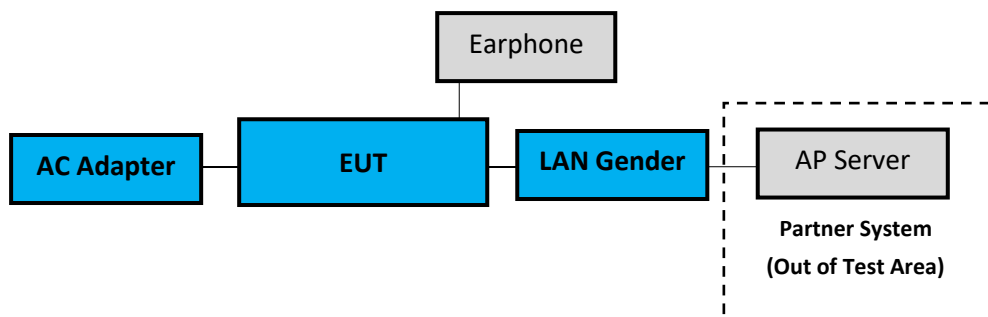 Earphone
AC Adapter
EUT
LAN Gender
AP Server
Partner System
(Out of Test Area)